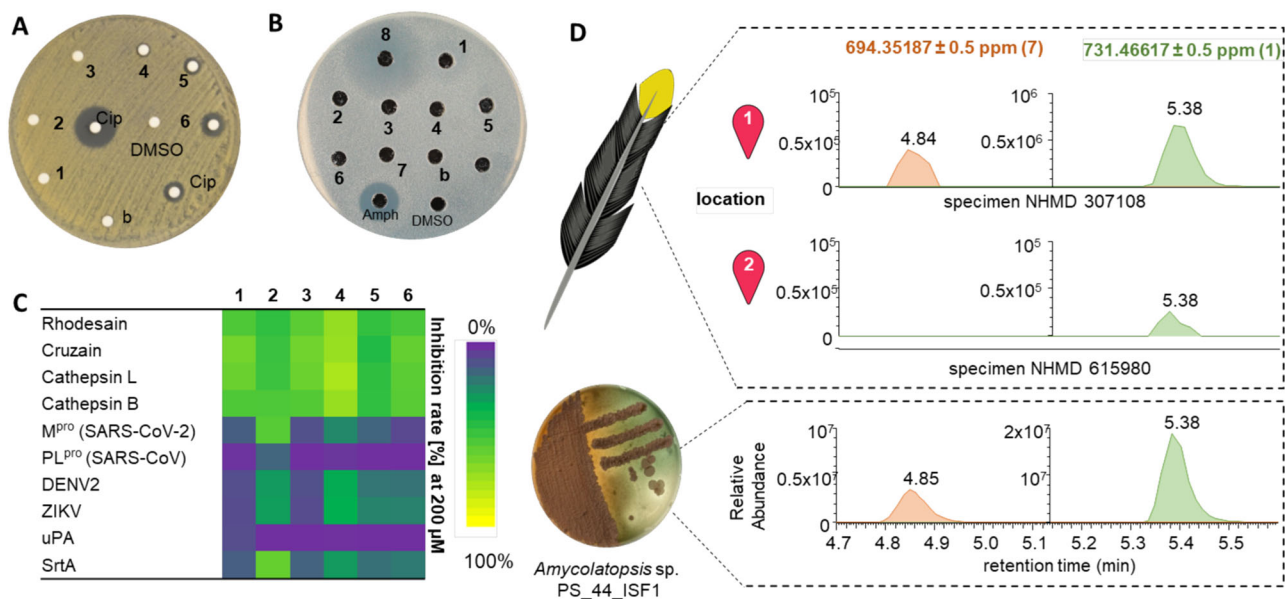 A
3
4
5
2
Cip
6
DMSO
1
Cip
b
B
8
1
2
3
4
5
6
7
b
Amph
DMSO
C
1 2 3 4 5 6
Rhodesain
Cruzain
Cathepsin L
Cathepsin B
Mpro (SARS-CoV-2)
PLpro (SARS-CoV)
DENV2
ZIKV
uPA
SrtA
Inhibition rate [%] at 200 µM
0%
100%
D
694.35187 ± 0.5 ppm (7)
731.46617 ± 0.5 ppm (1)
1
location
2
10⁵
0.5x10⁵
0
4.84
10⁶
0.5x10⁶
5.38
specimen NHMD 307108
10⁵
0.5x10⁵
0
10⁵
0.5x10⁵
5.38
specimen NHMD 615980
Amycolatopsis sp.
PS_44_ISF1
Relative
Abundance
10⁷
0.5x10⁷
0
4.85
2x10⁷
10⁷
5.38
4.7 4.8 4.9 5.0 5.1 5.2 5.3 5.4 5.5
retention time (min)